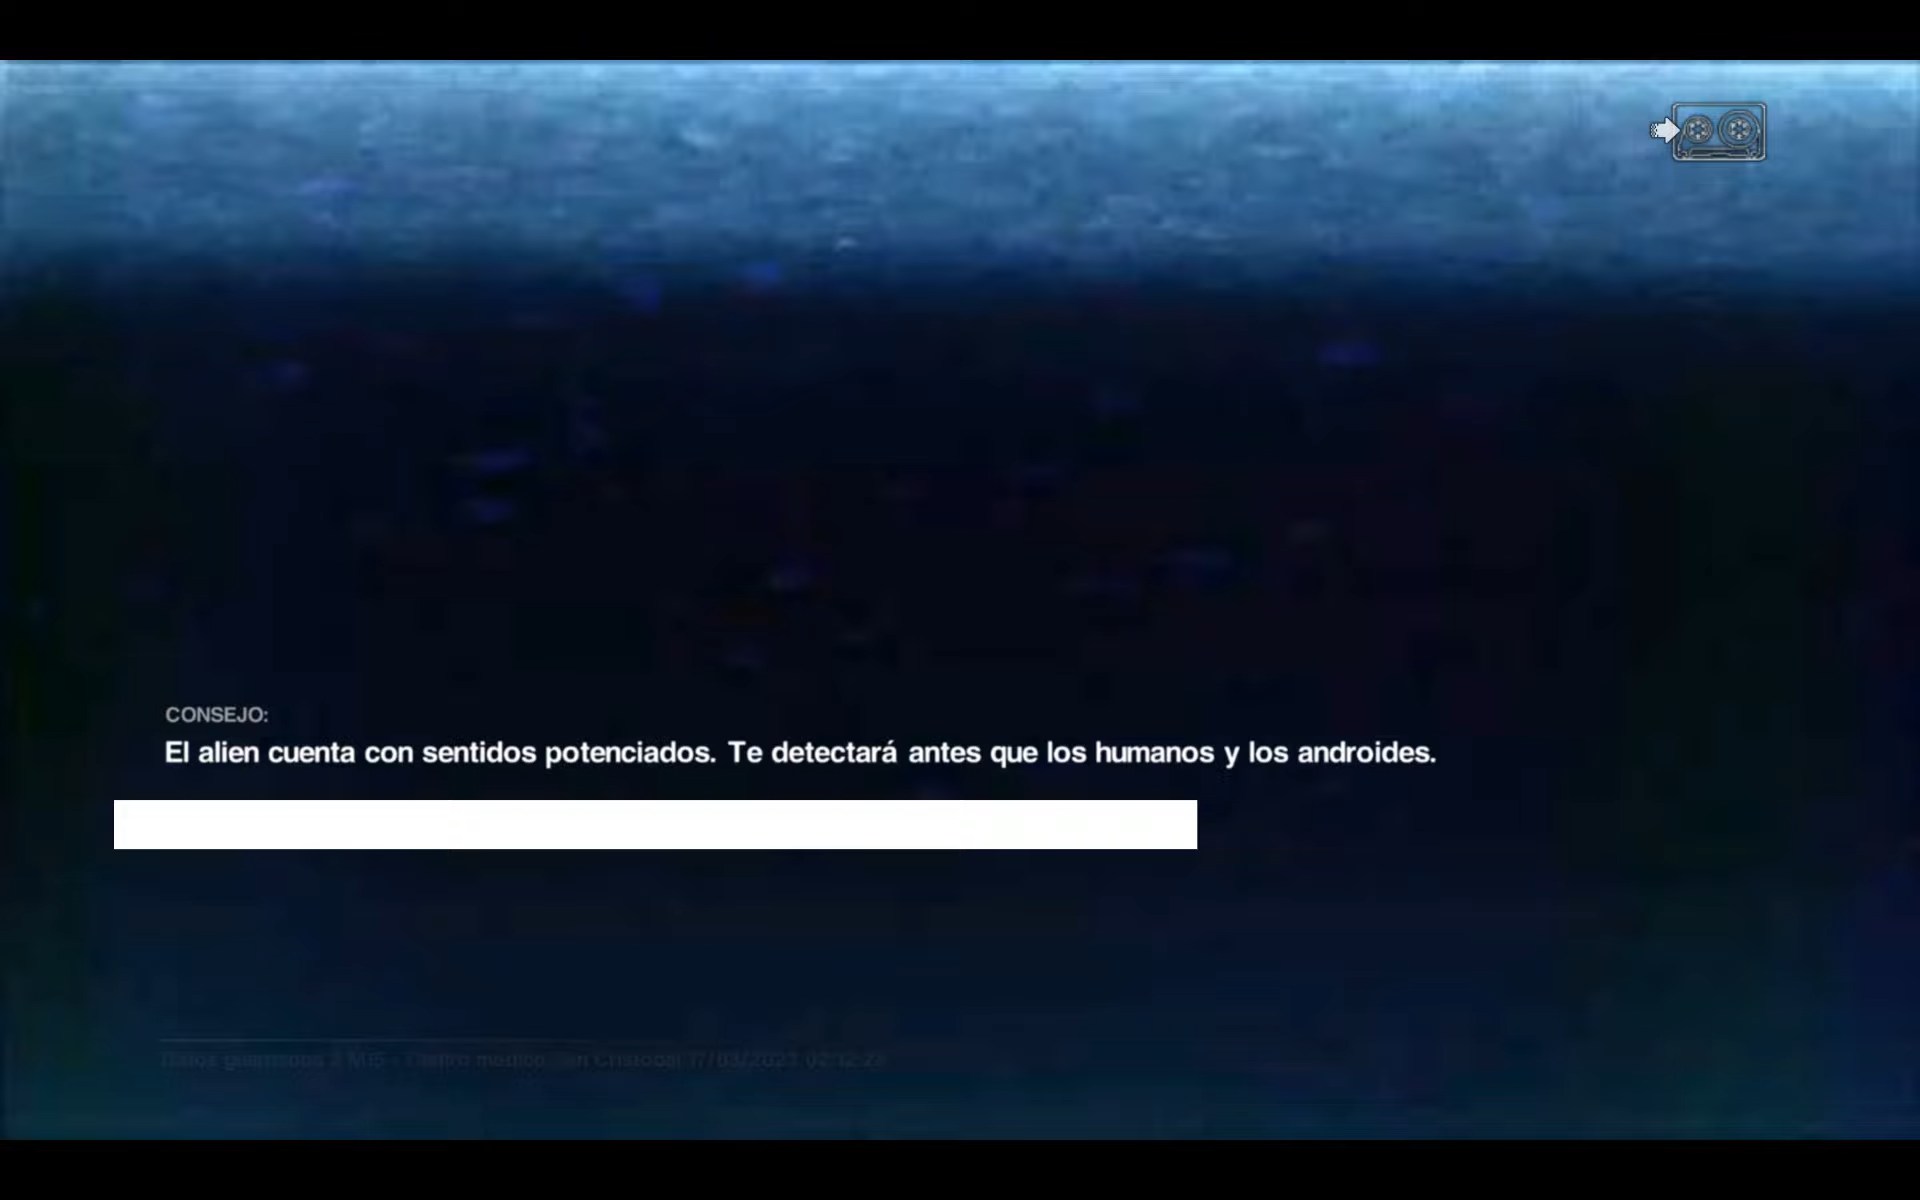 CONSEJO:
El alien cuenta con sentidos potenciados. Te detectará antes que los humanos y los androides.